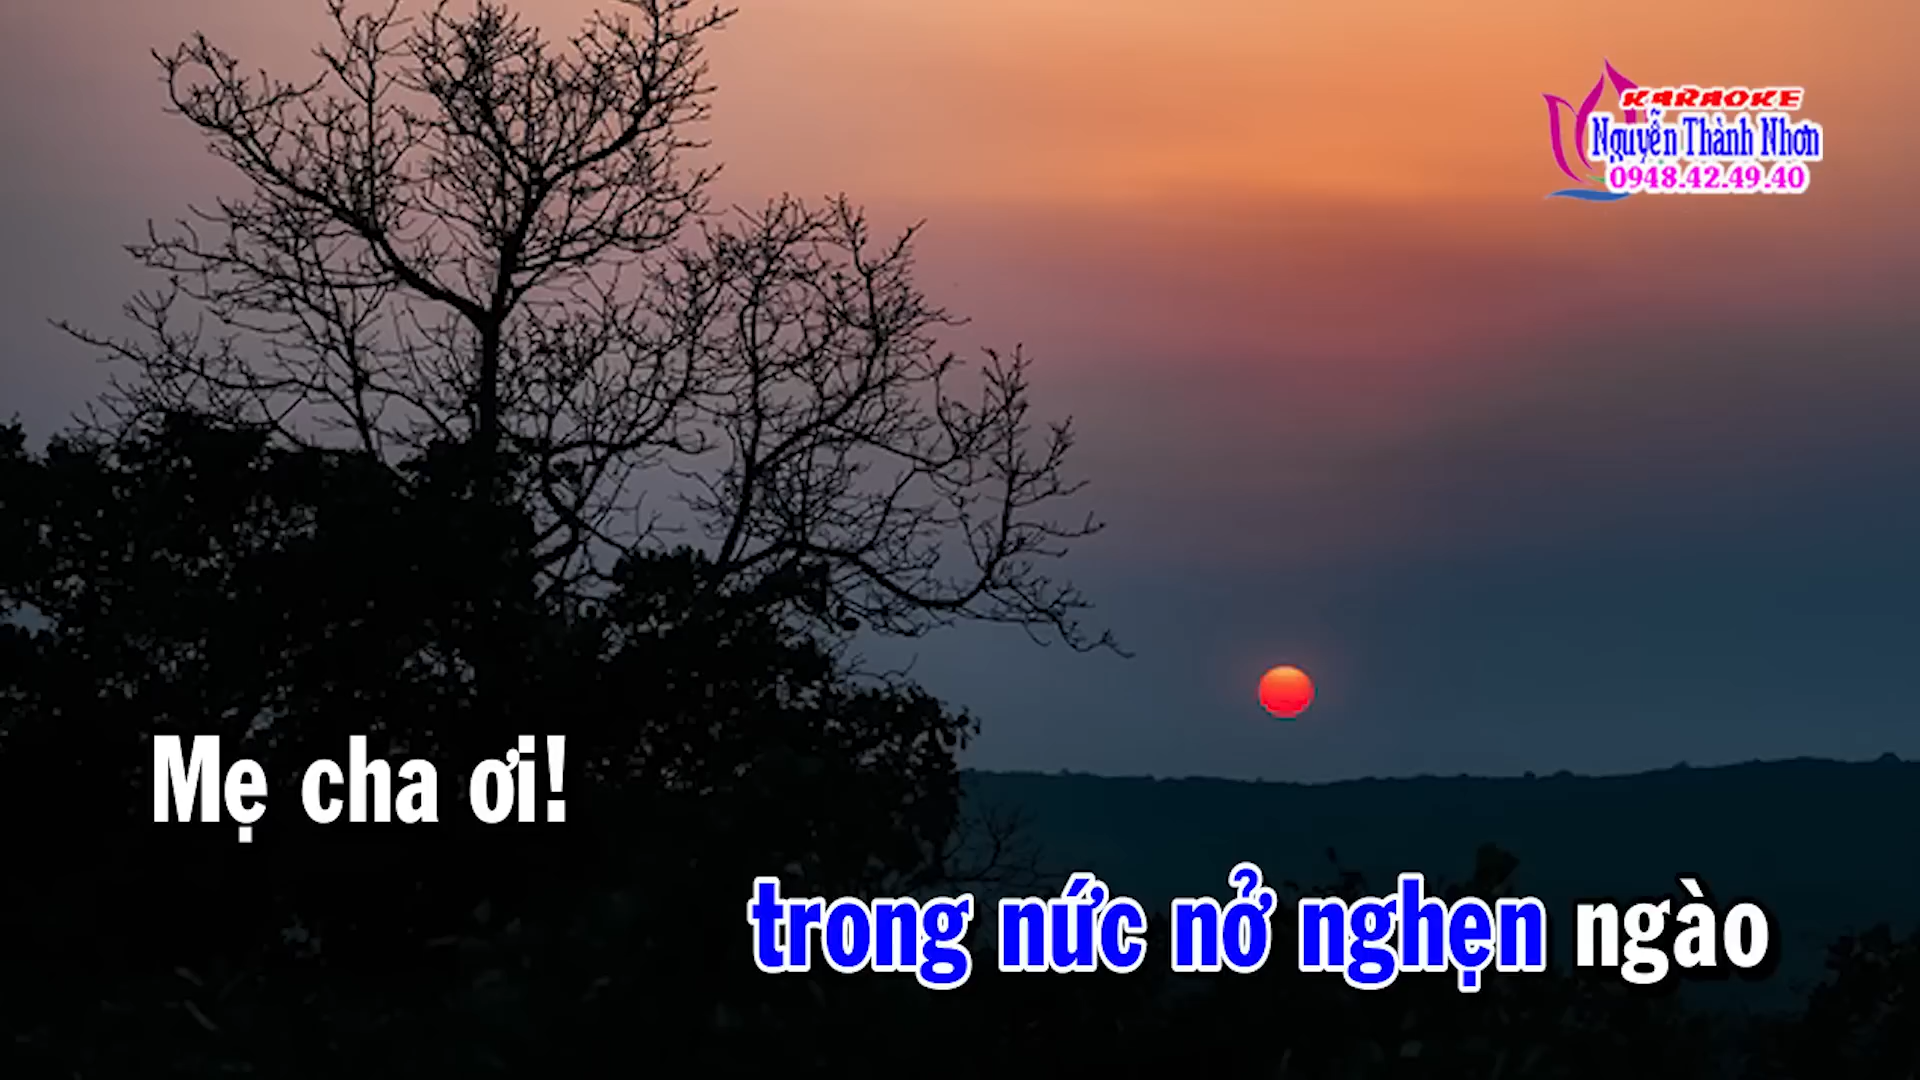 KARAOKE
Nguyễn Thành Nhơn
0948.42.49.40
Mẹ cha ơi!
trong nức nở nghẹn ngào